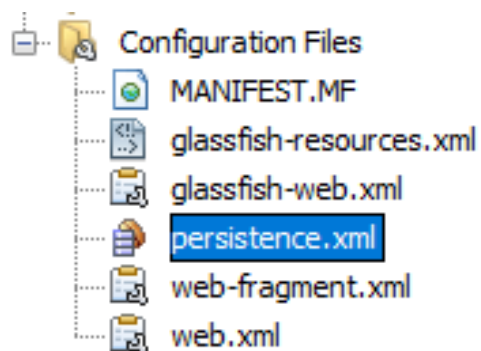 Configuration Files
MANIFEST.MF
glassfish-resources.xml
glassfish-web.xml
persistence.xml
web-fragment.xml
web.xml